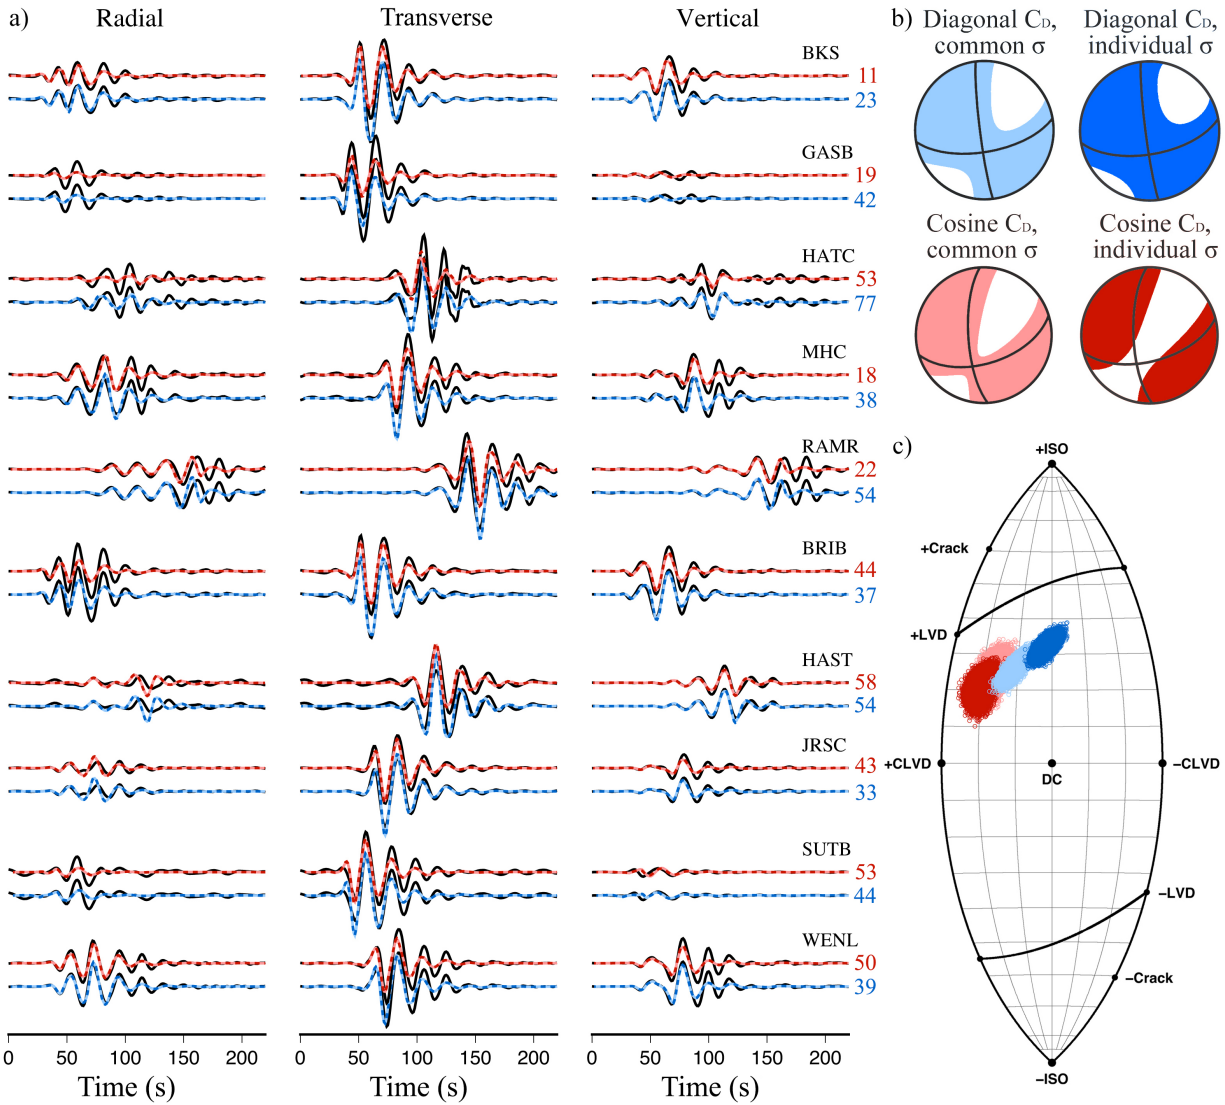 a)
Radial
Transverse
Vertical
BKS
11
23
GASB
19
42
HATC
53
77
MHC
18
38
RAMR
22
54
BRIB
44
37
HAST
58
54
JRSC
43
33
SUTB
53
44
WENL
50
39
0 50 100 150 200
0 50 100 150 200
0 50 100 150 200
Time (s)
Time (s)
Time (s)
b)
Diagonal CD,
common σ
Diagonal CD,
individual σ
Cosine CD,
common σ
Cosine CD,
individual σ
c)
+ISO
+Crack
+LVD
+CLVD
DC
−CLVD
−LVD
−Crack
−ISO